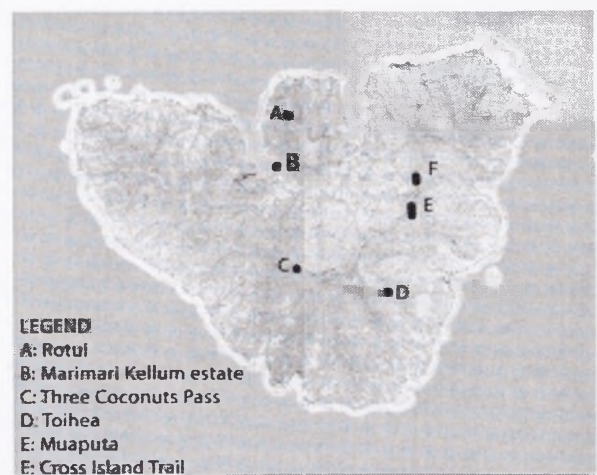 A
B
F
E
C
D
LEGEND
A: Rotui
B: Marimari Kellum estate
C: Three Coconuts Pass
D: Toihea
E: Muaputa
F: Cross Island Trail